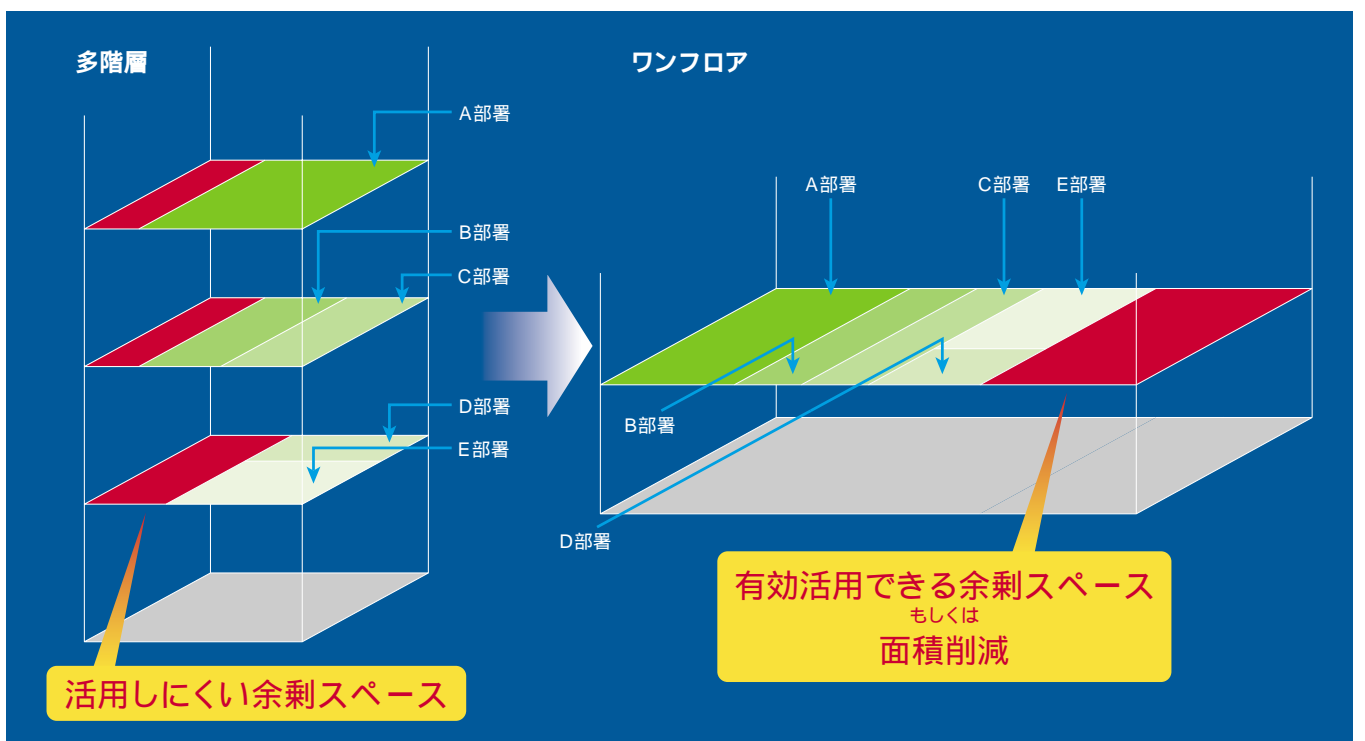 多階層
A部署
B部署
C部署
D部署
E部署
活用しにくい余剰スペース
ワンフロア
A部署
C部署
E部署
B部署
D部署
有効活用できる余剰スペース
もしくは
面積削減